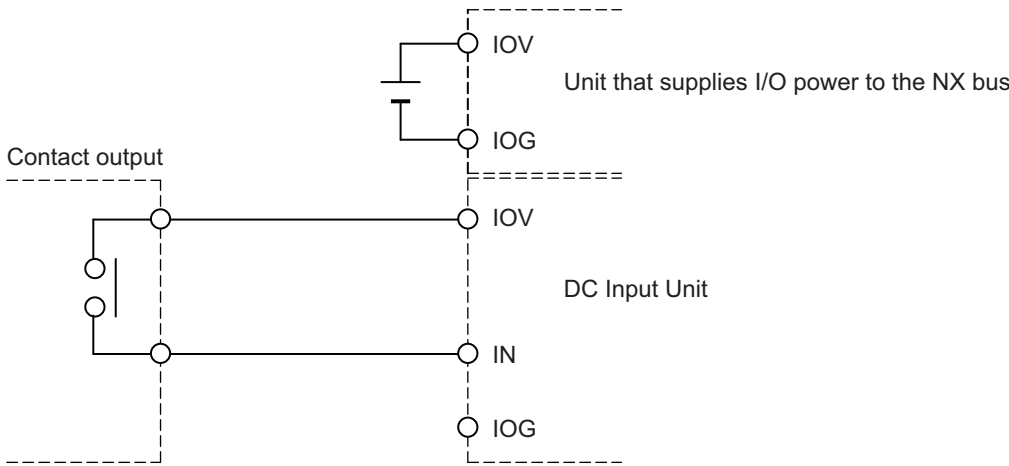 IOV
Unit that supplies I/O power to the NX bus
IOG
Contact output
IOV
DC Input Unit
IN
IOG